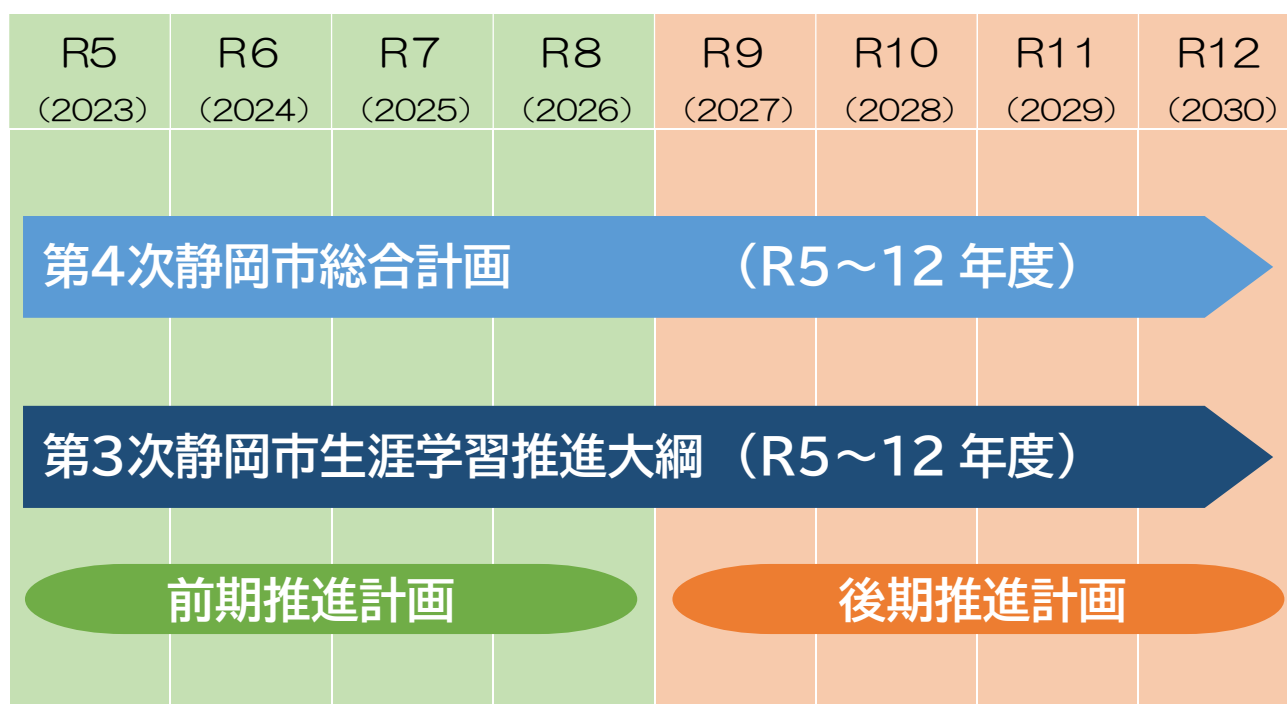 R5 R6 R7 R8 R9 R10 R11 R12
（2023） （2024） （2025） （2026） （2027） （2028） （2029） （2030）
第4次静岡市総合計画 （R5～12 年度）
第3次静岡市生涯学習推進大綱 （R5～12 年度）
前期推進計画 後期推進計画